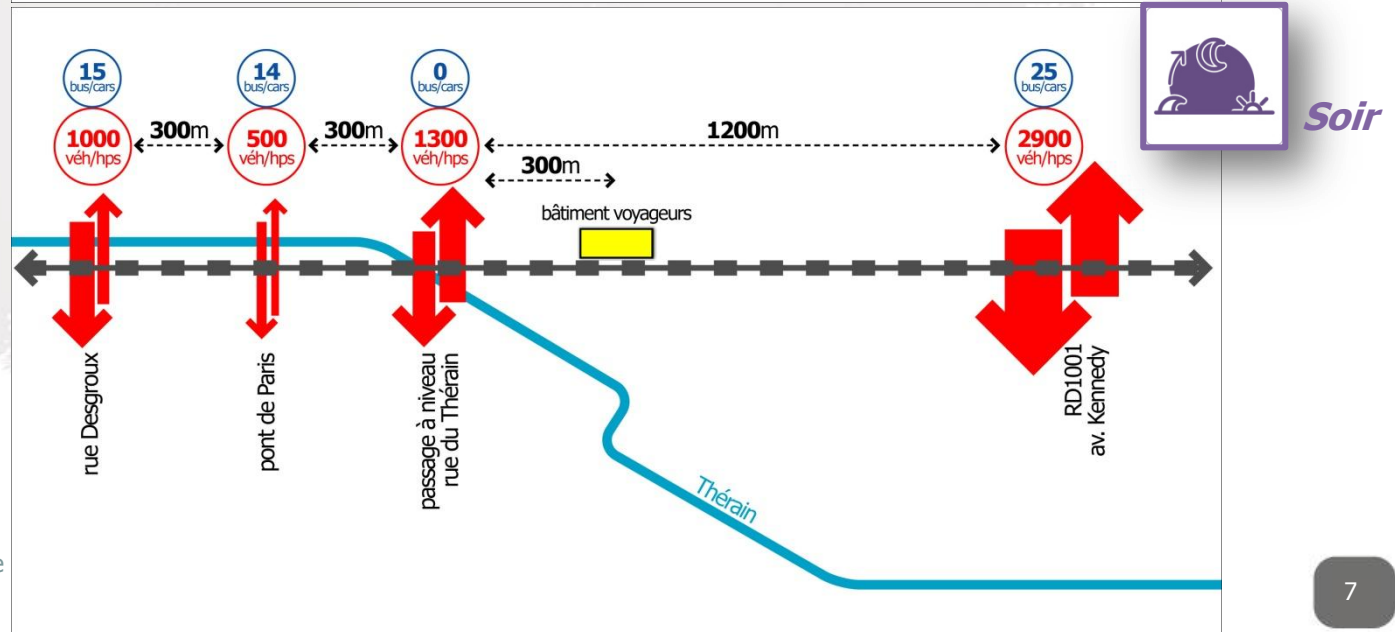 15
bus/cars
14
bus/cars
0
bus/cars
25
bus/cars
1000
véh/hps
300m
500
véh/hps
300m
1300
véh/hps
1200m
2900
véh/hps
Soir
300m
bâtiment voyageurs
rue Desgroux
pont de Paris
passage à niveau
rue du Thérain
RD1001
av. Kennedy
Thérain
7